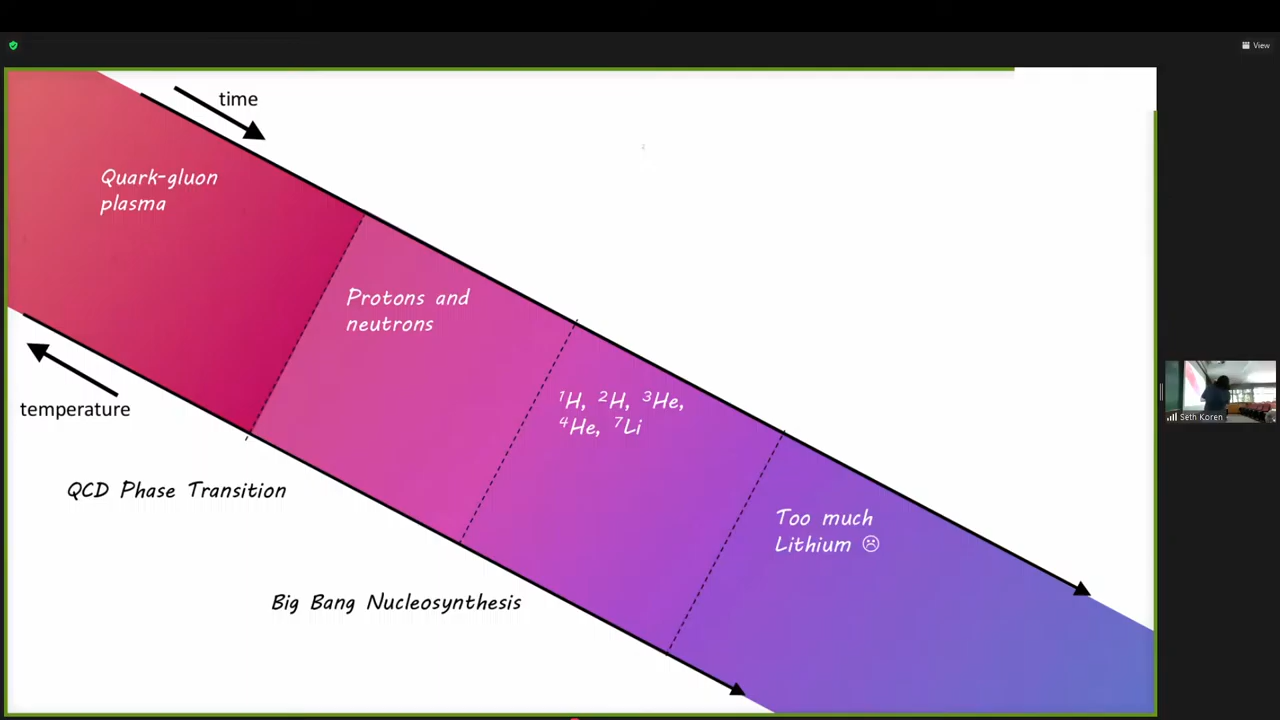 View
time
Quark-gluon
plasma
Protons and
neutrons
temperature
¹H, ²H, ³He,
⁴He, ⁷Li
Seth Koren
QCD Phase Transition
Too much
Lithium ☹
Big Bang Nucleosynthesis